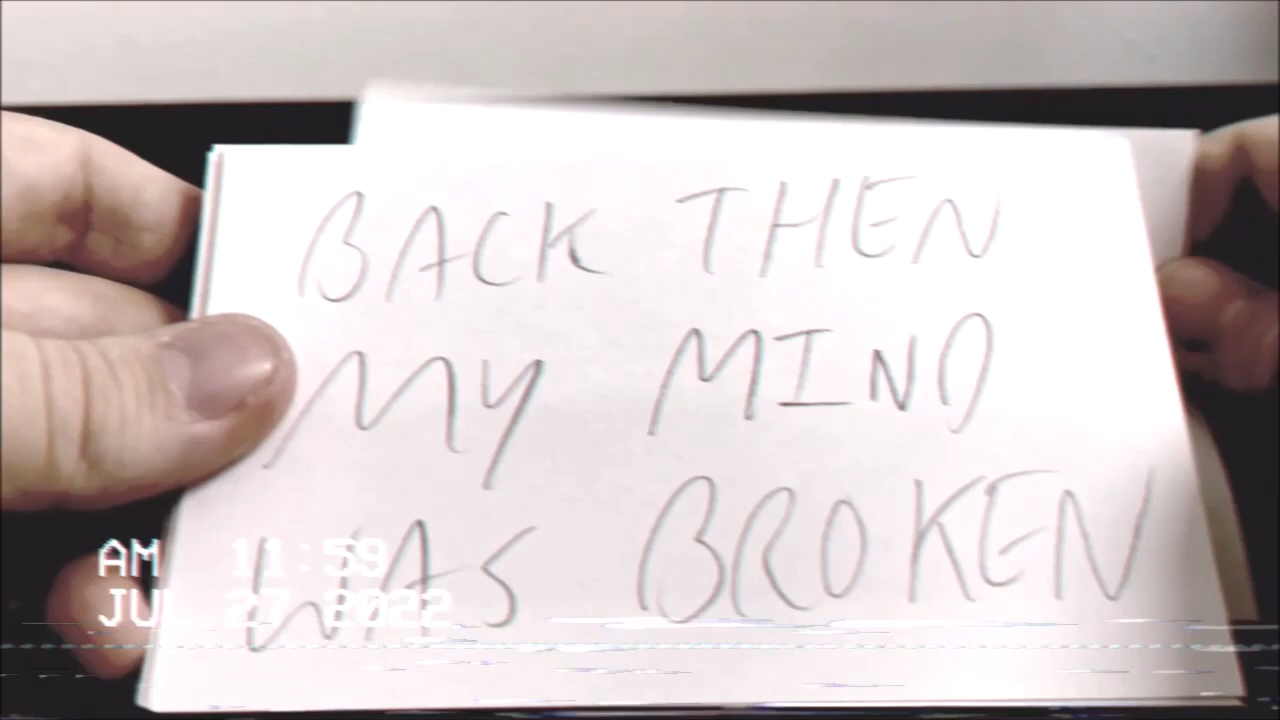 BACK THEN
MY MIND
WAS BROKEN
AM 11:59
JUL 27 2022